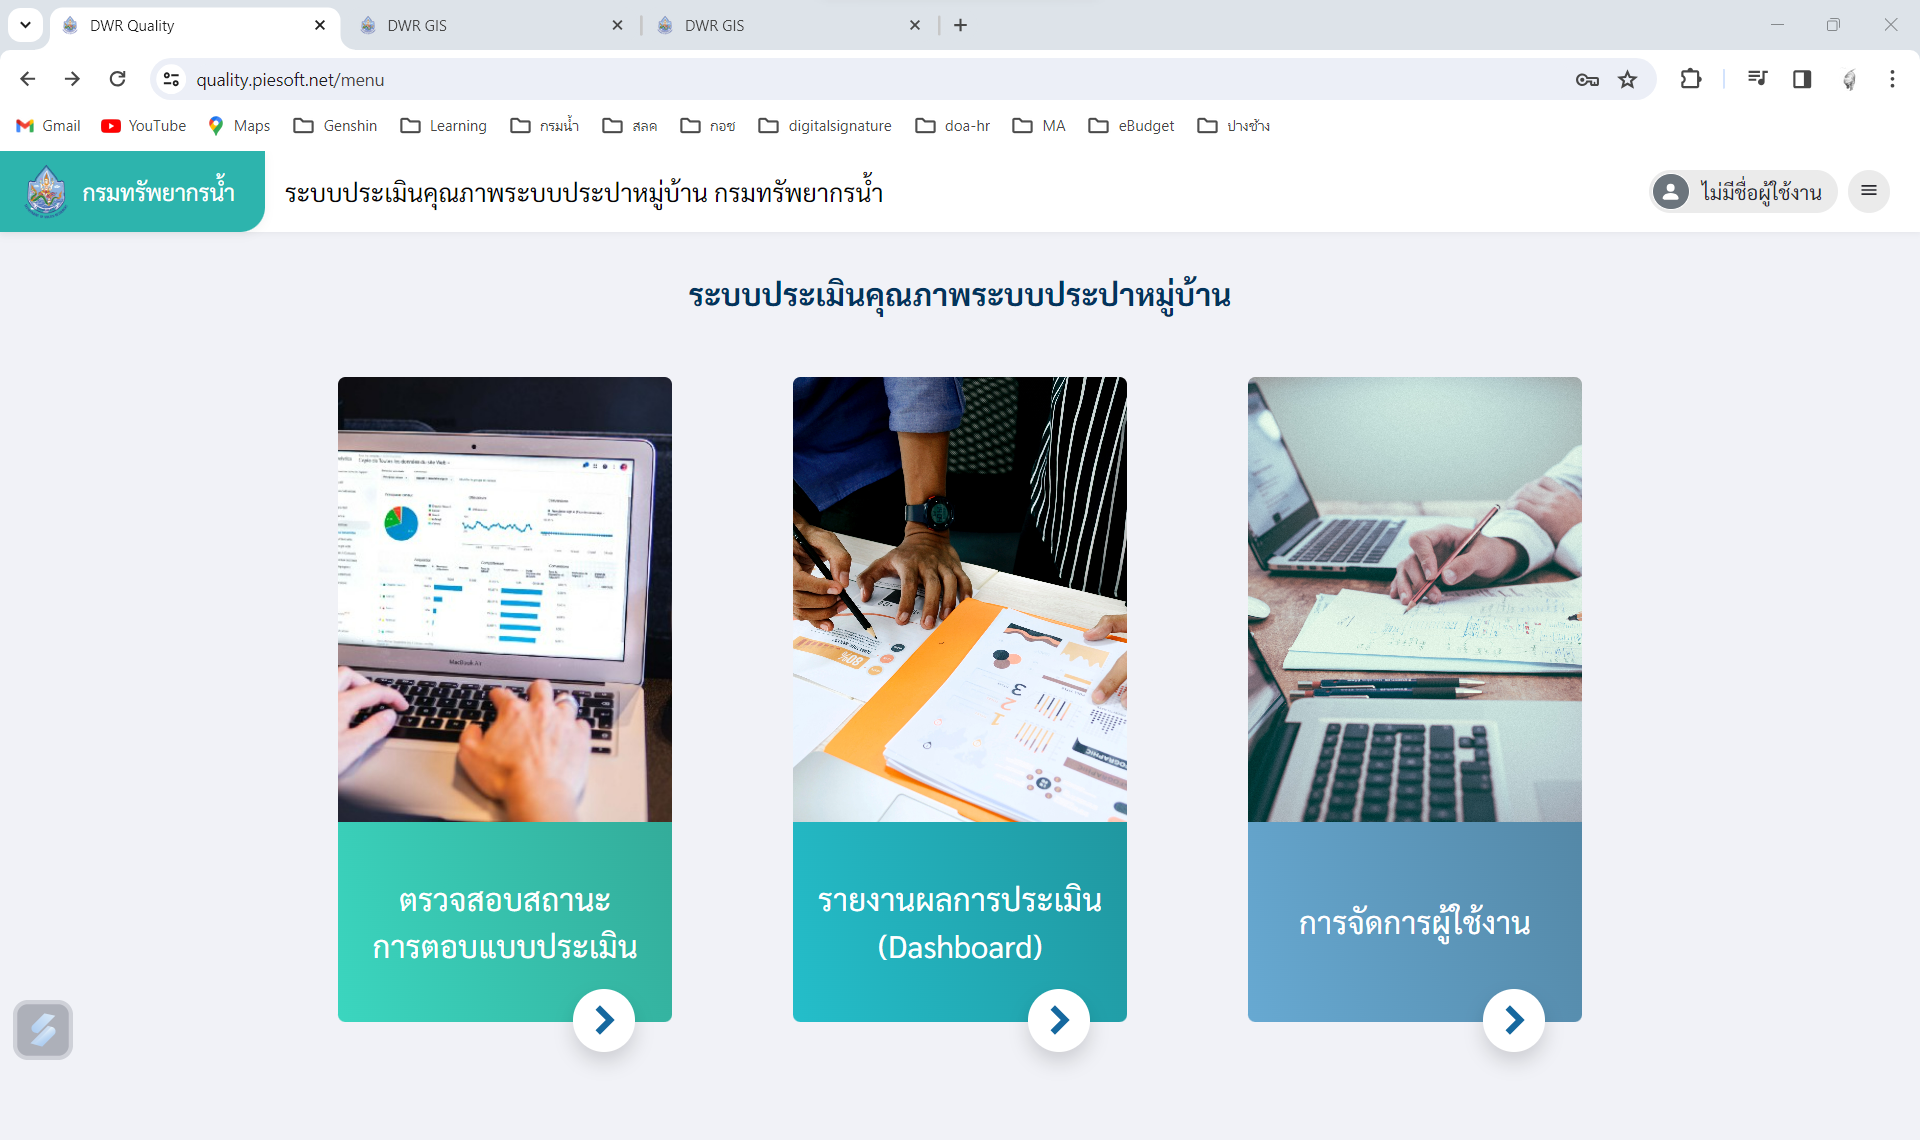 DWR Quality
DWR GIS
DWR GIS
quality.piesoft.net/menu
Gmail
YouTube
Maps
Genshin
Learning
กรมน้ำ
สลค
กอช
digitalsignature
doa-hr
MA
eBudget
ปางช้าง
กรมทรัพยากรน้ำ
ระบบประเมินคุณภาพระบบประปาหมู่บ้าน กรมทรัพยากรน้ำ
ไม่มีชื่อผู้ใช้งาน
ระบบประเมินคุณภาพระบบประปาหมู่บ้าน
MacBook Air
80%
3
2
1
ตรวจสอบสถานะ
การตอบแบบประเมิน
รายงานผลการประเมิน
(Dashboard)
การจัดการผู้ใช้งาน